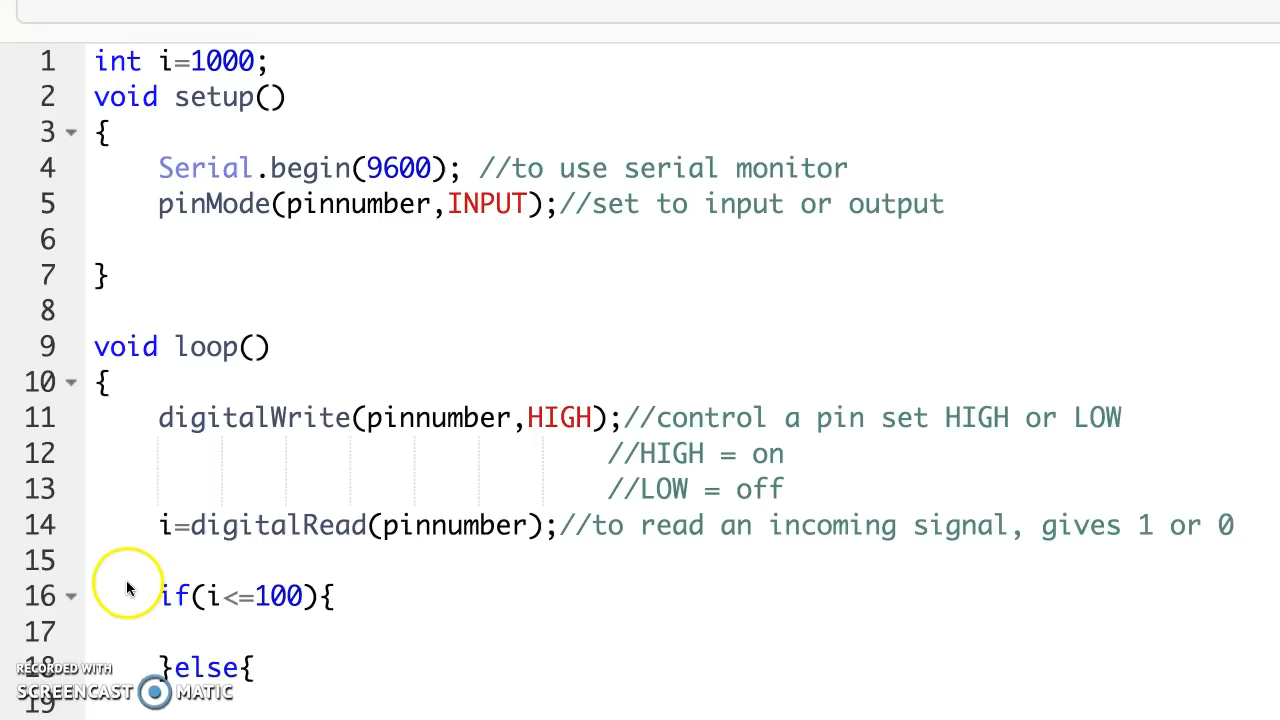 1 int i=1000;
2 void setup()
3 {
4 Serial.begin(9600); //to use serial monitor
5 pinMode(pinnumber,INPUT);//set to input or output
6
7 }
8
9 void loop()
10 {
11 digitalWrite(pinnumber,HIGH);//control a pin set HIGH or LOW
12 //HIGH = on
13 //LOW = off
14 i=digitalRead(pinnumber);//to read an incoming signal, gives 1 or 0
15
16 if(i<=100){
17
18 }else{
19
RECORDED WITH
SCREENCAST MATIC